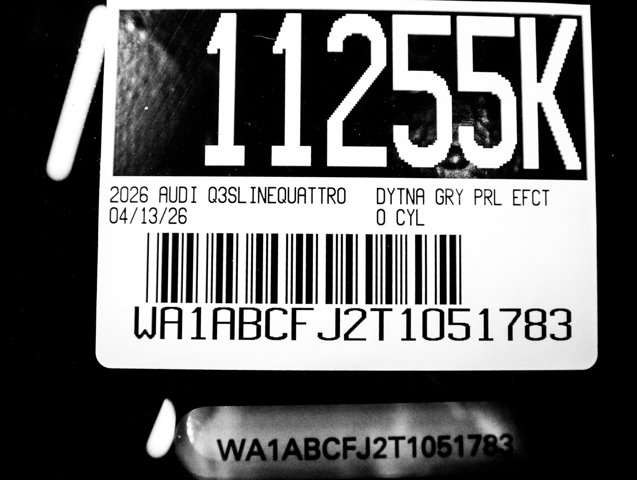 11255K
2026 AUDI Q3SLINEQUATTRO DYTNA GRY PRL EFCT
04/13/26 0 CYL
WA1ABCFJ2T1051783
WA1ABCFJ2T1051783